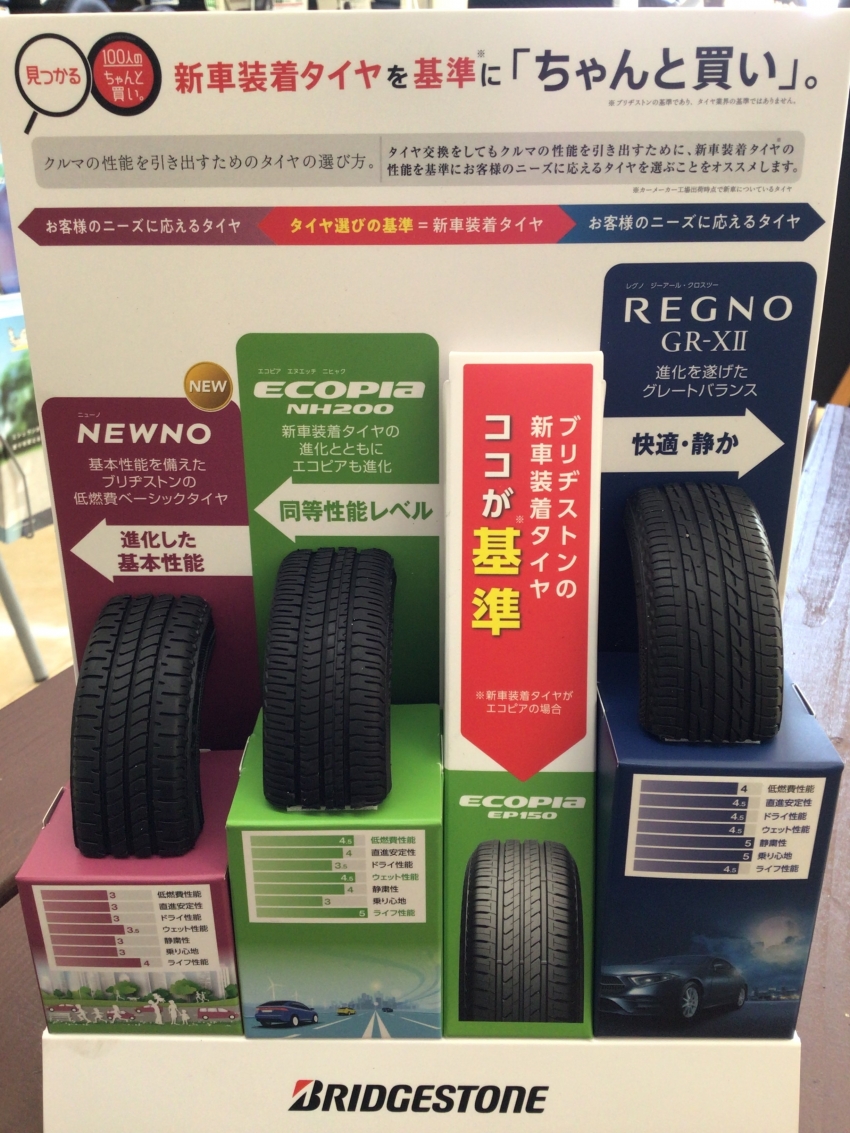 見つかる
100人の
ちゃんと
買い。
新車装着タイヤを基準※に「ちゃんと買い」。
※ブリヂストンの基準であり、タイヤ業界の基準ではありません。
クルマの性能を引き出すためのタイヤの選び方。
タイヤ交換をしてもクルマの性能を引き出すために、新車装着タイヤ※の
性能を基準にお客様のニーズに応えるタイヤを選ぶことをオススメします。
※カーメーカー工場出荷時点で新車についているタイヤ
お客様のニーズに応えるタイヤ
タイヤ選びの基準=新車装着タイヤ
お客様のニーズに応えるタイヤ
NEW
ニューノ
NEWNO
基本性能を備えた
ブリヂストンの
低燃費ベーシックタイヤ
進化した
基本性能
3 低燃費性能
3 直進安定性
3 ドライ性能
3.5 ウェット性能
3 静粛性
3 乗り心地
4 ライフ性能
エコピア エヌエッチ ニヒャク
ECOPIA
NH200
新車装着タイヤの
進化とともに
エコピアも進化
同等性能レベル
4.5 低燃費性能
4 直進安定性
3.5 ドライ性能
4.5 ウェット性能
4 静粛性
3 乗り心地
5 ライフ性能
ブリヂストンの
新車装着タイヤ
ココが基準※
※新車装着タイヤが
エコピアの場合
ECOPIA
EP150
レグノ ジーアール・クロスツー
REGNO
GR-XⅡ
進化を遂げた
グレートバランス
快適・静か
4 低燃費性能
4.5 直進安定性
4.5 ドライ性能
4.5 ウェット性能
5 静粛性
5 乗り心地
4.5 ライフ性能
BRIDGESTONE